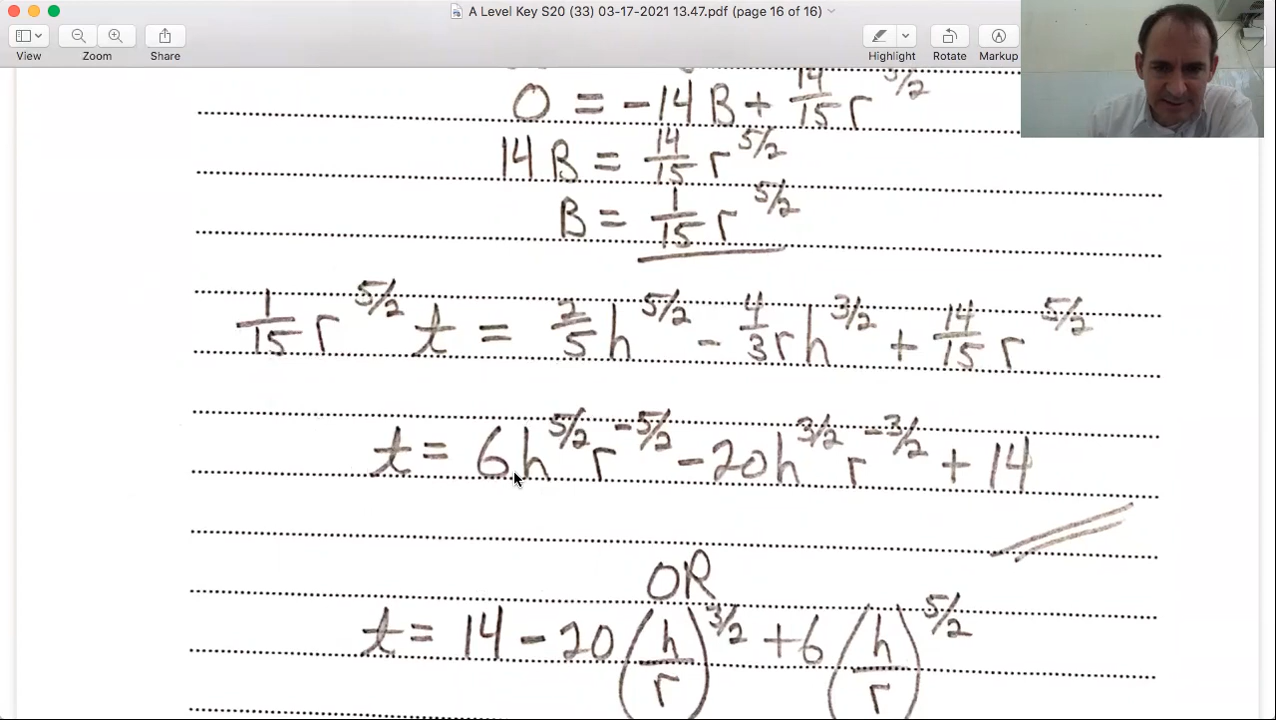 A Level Key S20 (33) 03-17-2021 13.47.pdf (page 16 of 16)
View Zoom Share Highlight Rotate Markup
0 = -14B + 14/15 r^5/2
14B = 14/15 r^5/2
B = 1/15 r^5/2
1/15 r^5/2 t = 2/5 h^5/2 - 4/3 r h^3/2 + 14/15 r^5/2
t = 6h^5/2 r^-5/2 - 20h^3/2 r^-3/2 + 14
OR
t = 14 - 20(h/r)^3/2 + 6(h/r)^5/2